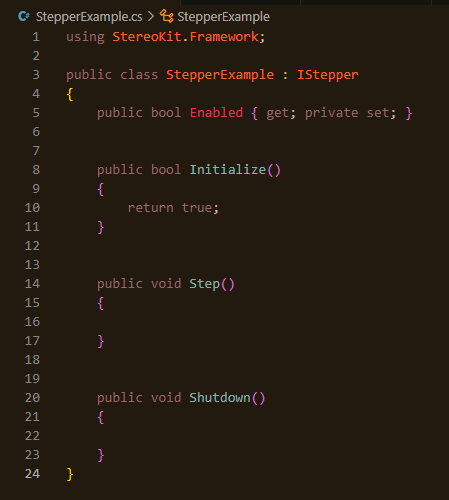 StepperExample.cs > StepperExample
1 using StereoKit.Framework;
2
3 public class StepperExample : IStepper
4 {
5     public bool Enabled { get; private set; }
6
7
8     public bool Initialize()
9     {
10         return true;
11     }
12
13
14     public void Step()
15     {
16
17     }
18
19
20     public void Shutdown()
21     {
22
23     }
24 }